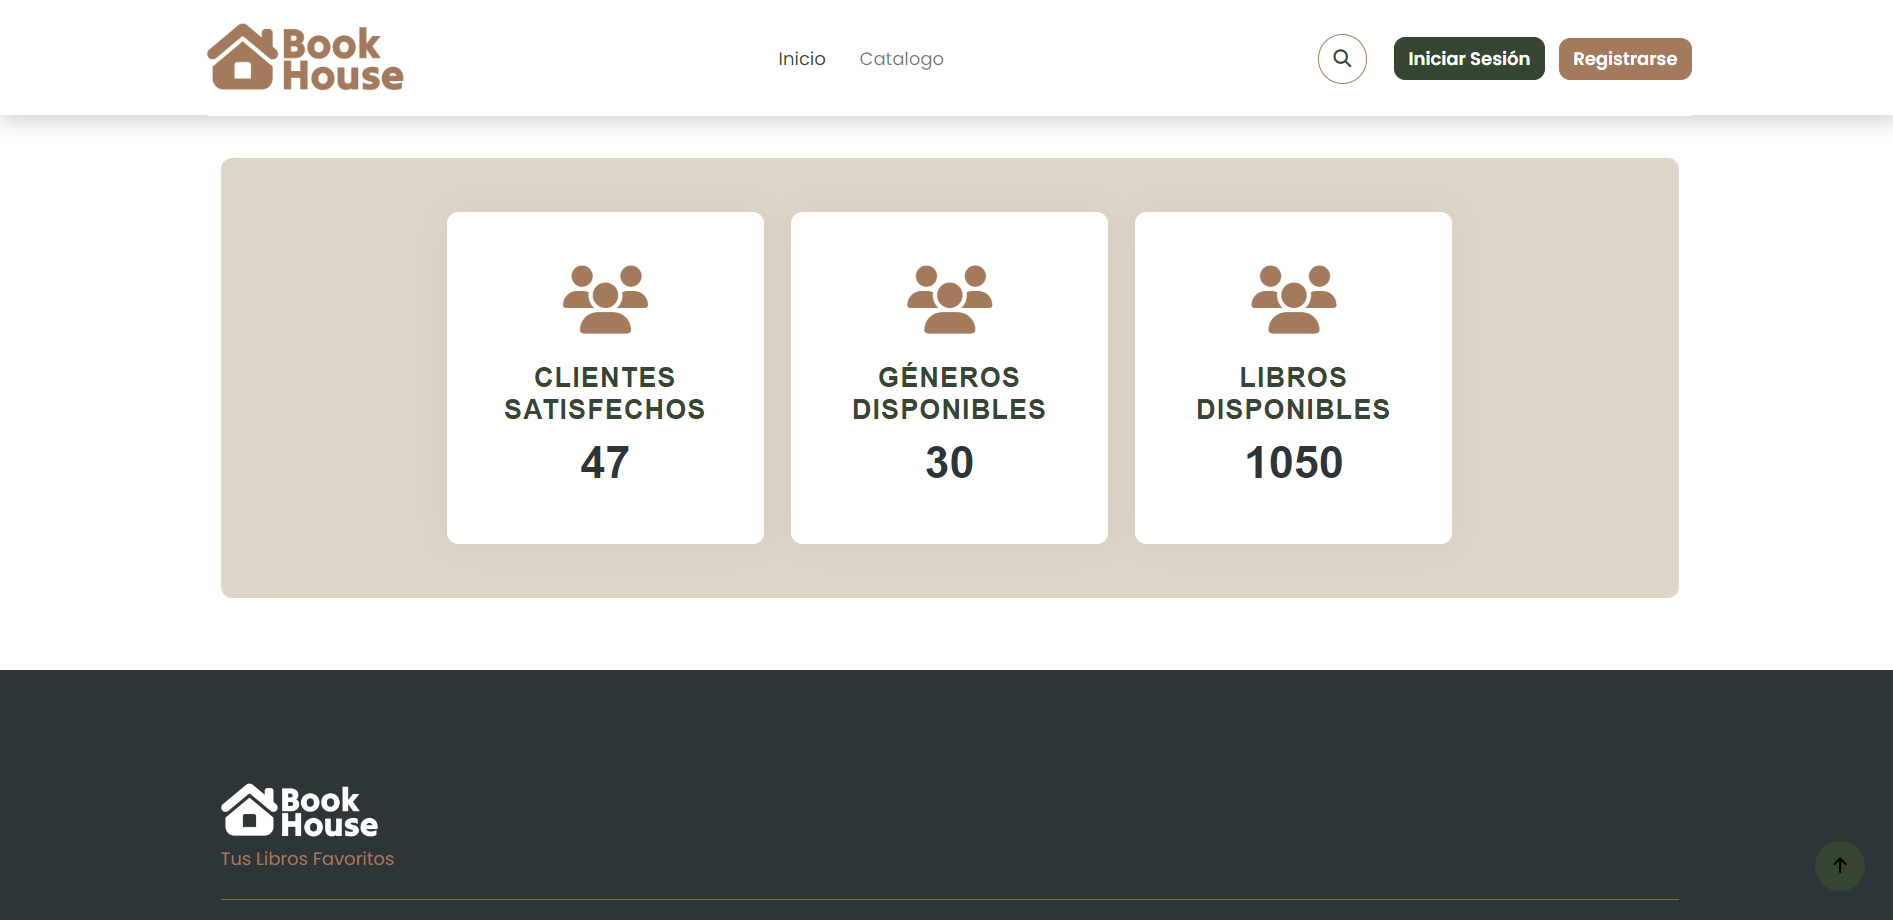 Book
House
Inicio
Catalogo
Iniciar Sesión
Registrarse
CLIENTES
SATISFECHOS
47
GÉNEROS
DISPONIBLES
30
LIBROS
DISPONIBLES
1050
Book
House
Tus Libros Favoritos